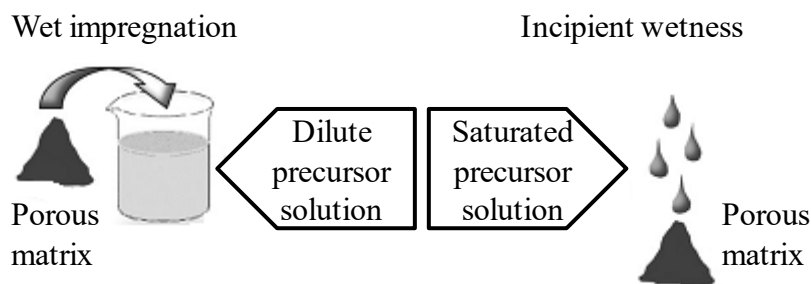 Wet impregnation
Incipient wetness
Dilute
precursor
solution
Saturated
precursor
solution
Porous
matrix
Porous
matrix